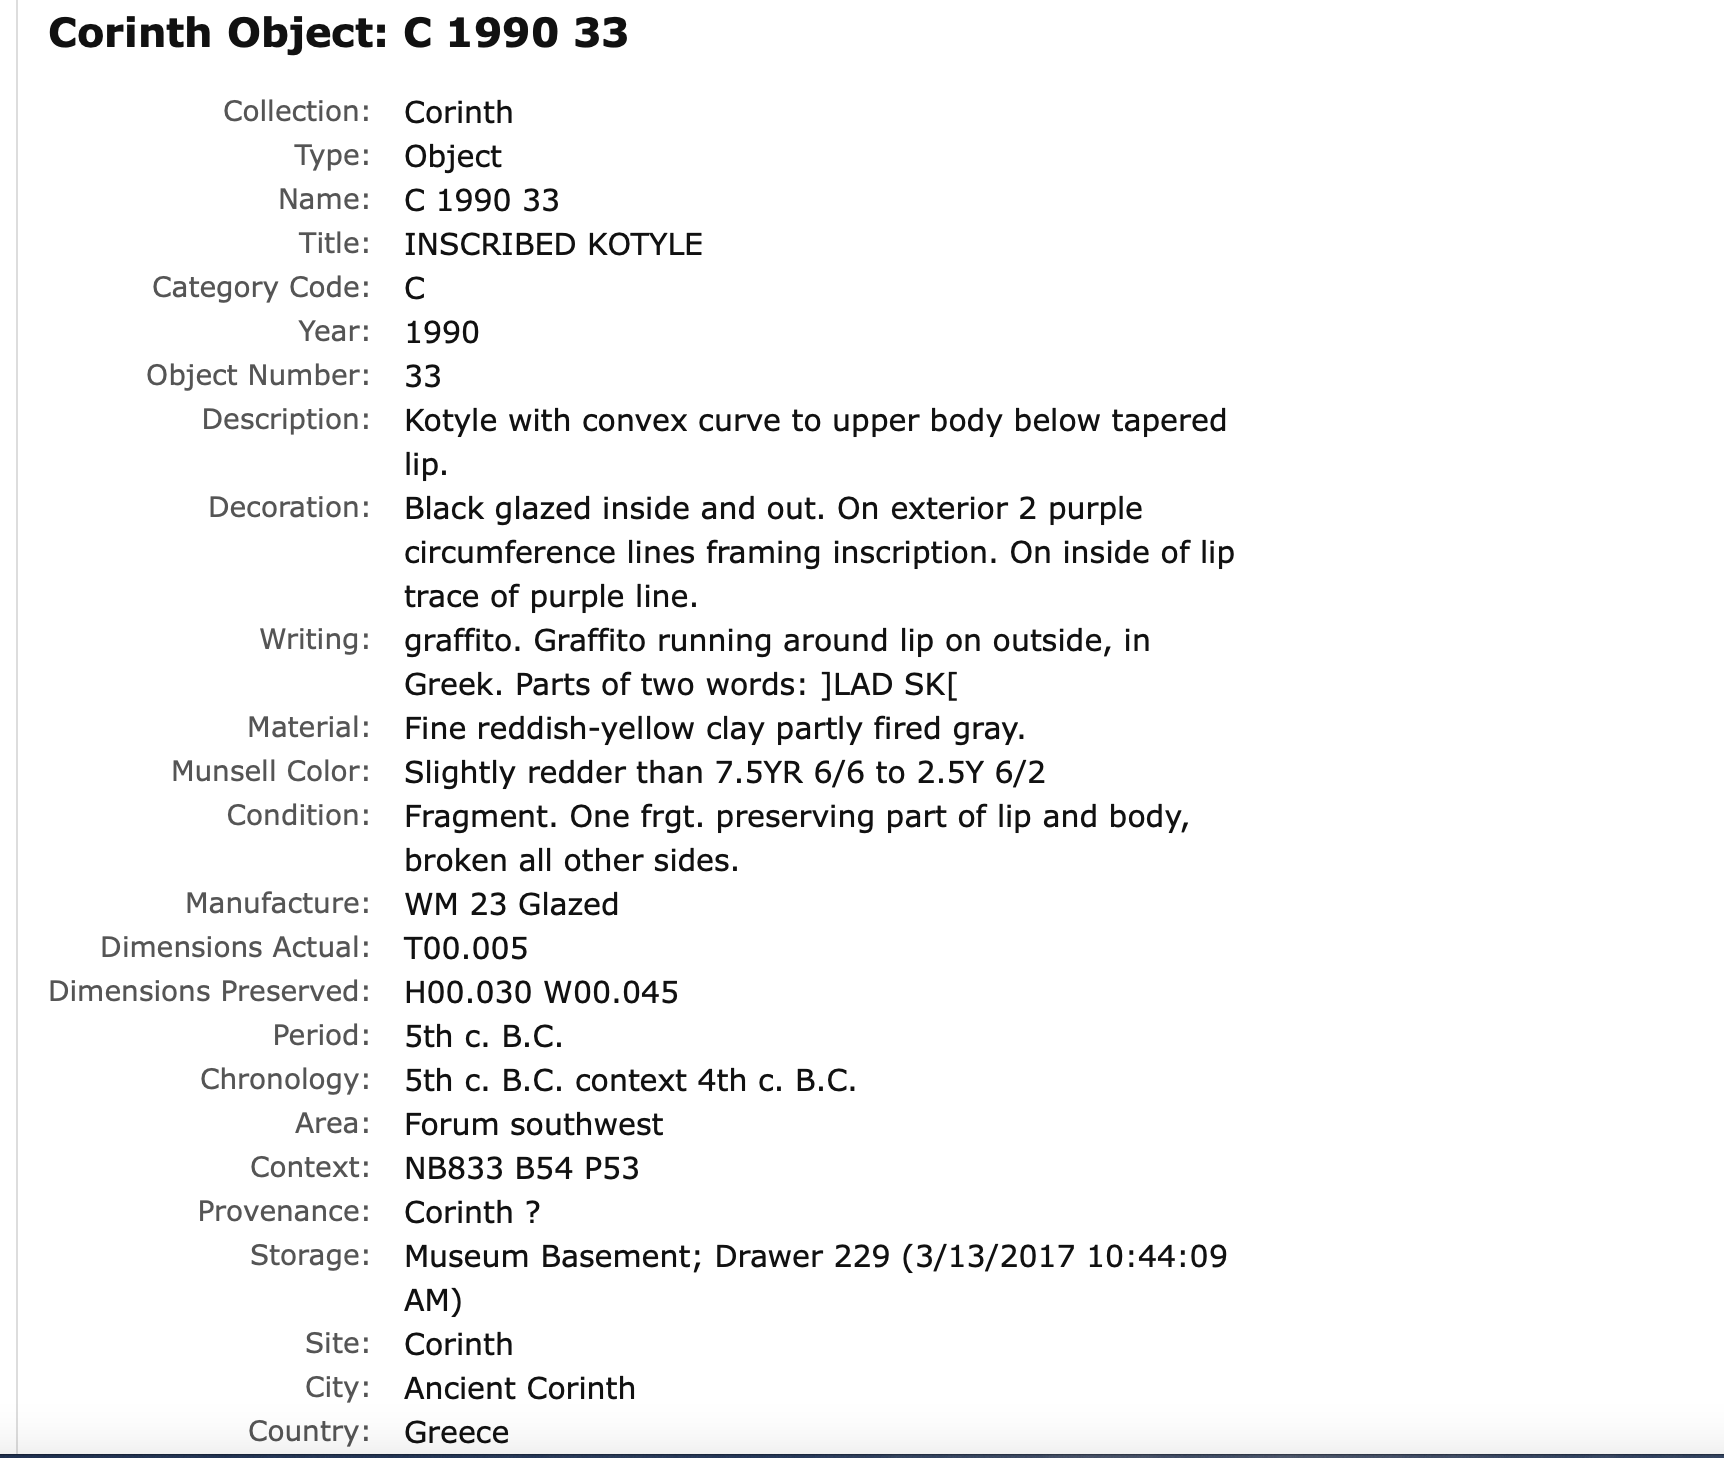 Corinth Object: C 1990 33
Collection: Corinth
Type: Object
Name: C 1990 33
Title: INSCRIBED KOTYLE
Category Code: C
Year: 1990
Object Number: 33
Description: Kotyle with convex curve to upper body below tapered
lip.
Decoration: Black glazed inside and out. On exterior 2 purple
circumference lines framing inscription. On inside of lip
trace of purple line.
Writing: graffito. Graffito running around lip on outside, in
Greek. Parts of two words: ]LAD SK[
Material: Fine reddish-yellow clay partly fired gray.
Munsell Color: Slightly redder than 7.5YR 6/6 to 2.5Y 6/2
Condition: Fragment. One frgt. preserving part of lip and body,
broken all other sides.
Manufacture: WM 23 Glazed
Dimensions Actual: T00.005
Dimensions Preserved: H00.030 W00.045
Period: 5th c. B.C.
Chronology: 5th c. B.C. context 4th c. B.C.
Area: Forum southwest
Context: NB833 B54 P53
Provenance: Corinth ?
Storage: Museum Basement; Drawer 229 (3/13/2017 10:44:09
AM)
Site: Corinth
City: Ancient Corinth
Country: Greece